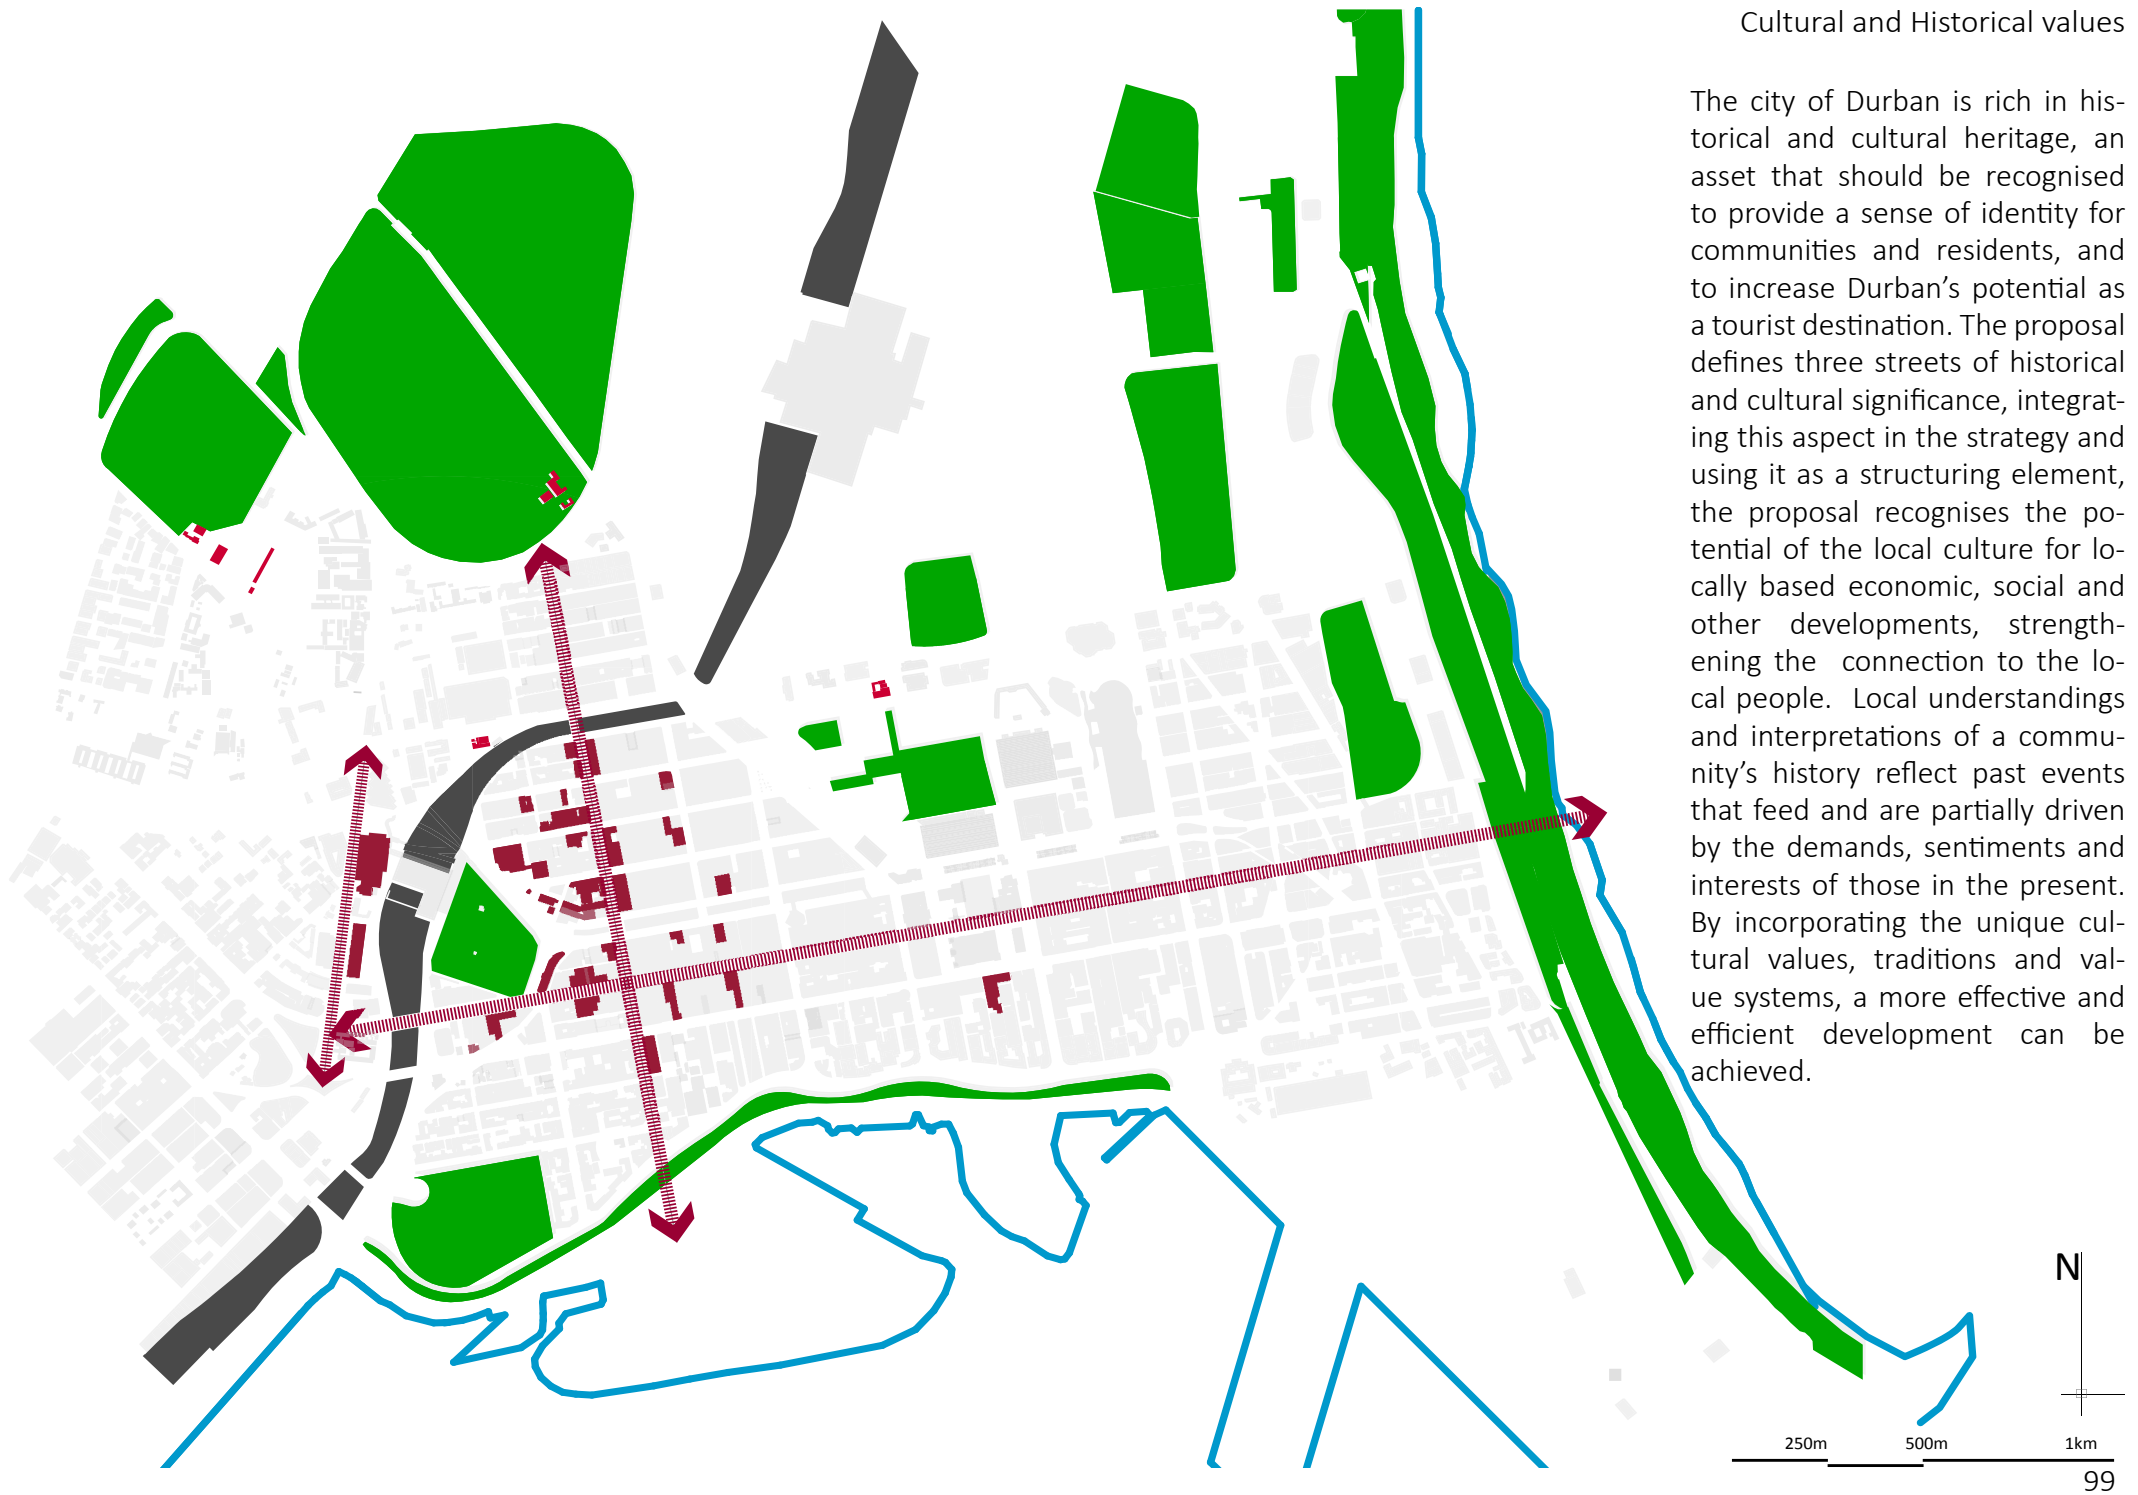 Cultural and Historical values
The city of Durban is rich in his-
torical and cultural heritage, an
asset that should be recognised
to provide a sense of identity for
communities and residents, and
to increase Durban’s potential as
a tourist destination. The proposal
defines three streets of historical
and cultural significance, integrat-
ing this aspect in the strategy and
using it as a structuring element,
the proposal recognises the po-
tential of the local culture for lo-
cally based economic, social and
other developments, strength-
ening the connection to the lo-
cal people. Local understandings
and interpretations of a commu-
nity’s history reflect past events
that feed and are partially driven
by the demands, sentiments and
interests of those in the present.
By incorporating the unique cul-
tural values, traditions and val-
ue systems, a more effective and
efficient development can be
achieved.
N
250m 500m 1km
99